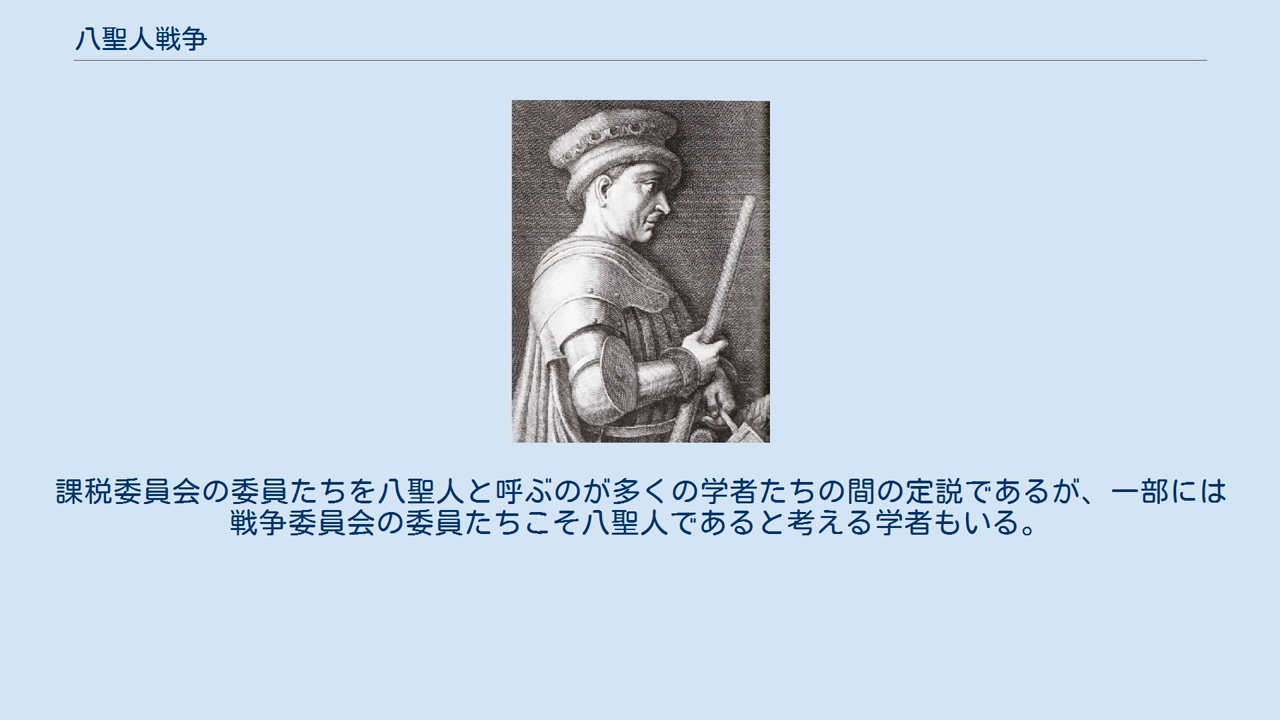 八聖人戦争
課税委員会の委員たちを八聖人と呼ぶのが多くの学者たちの間の定説であるが、一部には
戦争委員会の委員たちこそ八聖人であると考える学者もいる。